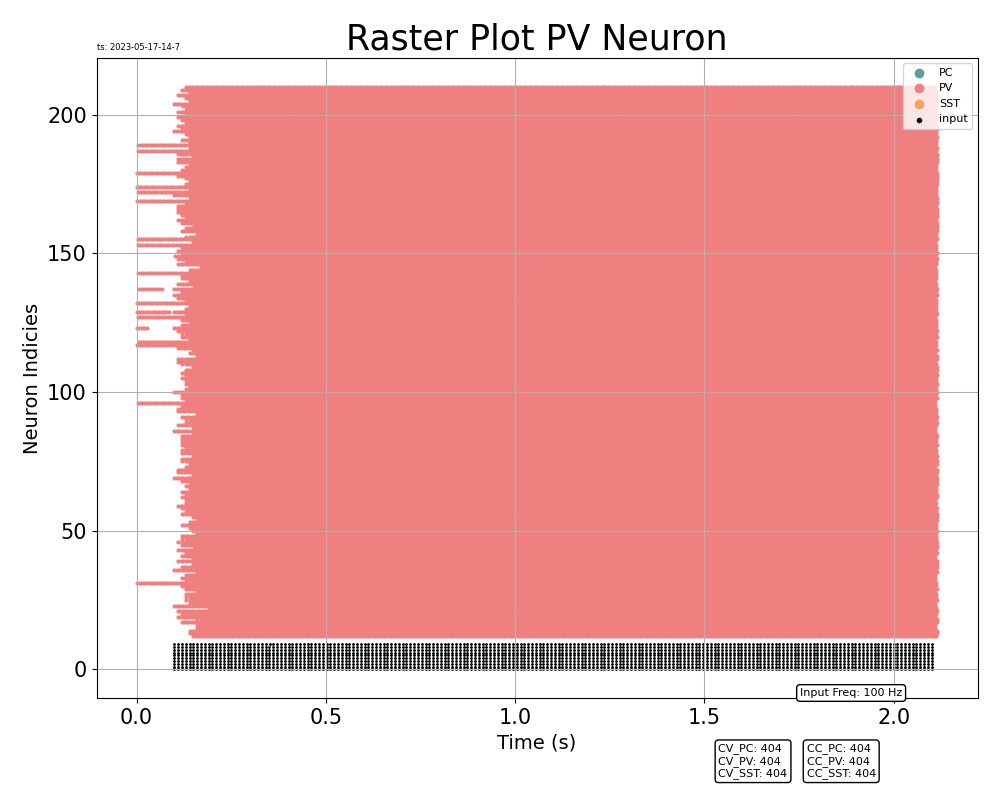 Raster Plot PV Neuron
ts: 2023-05-17-14-7
PC
PV
SST
input
200
150
100
50
0
Neuron Indicies
0.0 0.5 1.0 1.5 2.0
Time (s)
Input Freq: 100 Hz
CV_PC: 404
CV_PV: 404
CV_SST: 404
CC_PC: 404
CC_PV: 404
CC_SST: 404